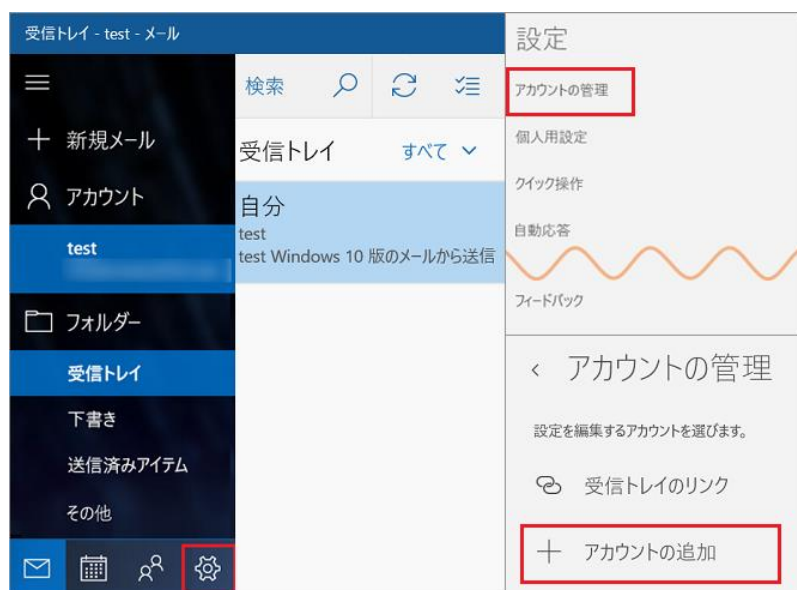 受信トレイ - test - メール
新規メール
アカウント
test
フォルダー
受信トレイ
下書き
送信済みアイテム
その他
検索
受信トレイ すべて
自分
test
test Windows 10 版のメールから送信
設定
アカウントの管理
個人用設定
クイック操作
自動応答
フィードバック
アカウントの管理
設定を編集するアカウントを選びます。
受信トレイのリンク
アカウントの追加